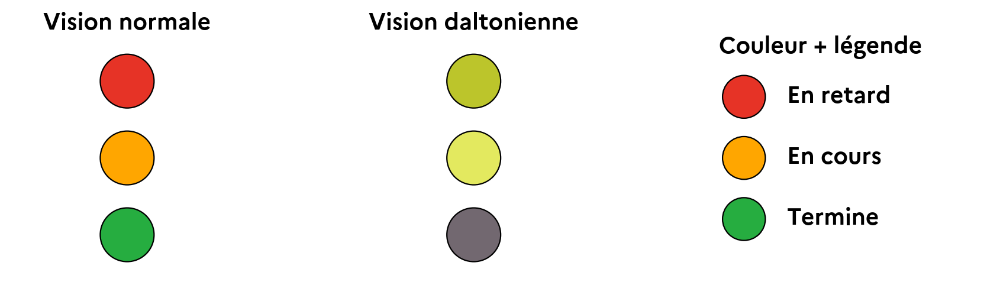 Vision normale
Vision daltonienne
Couleur + légende
En retard
En cours
Termine